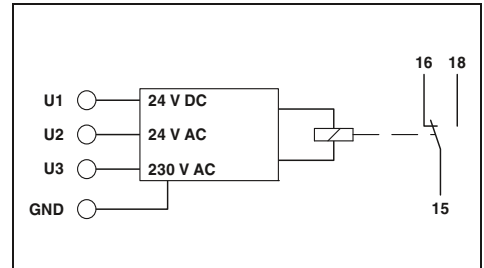 16 18
U1 24 V DC
U2 24 V AC
U3 230 V AC
GND
15